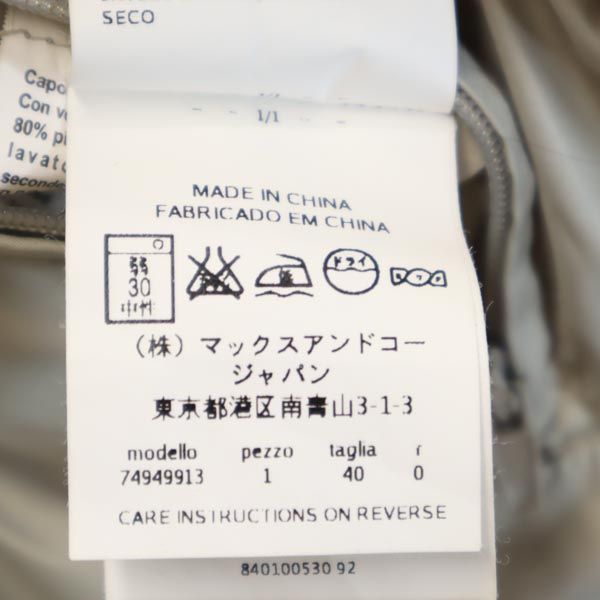 SECO
Capo
Con v
80% pi
lavato
secondo
1/1
MADE IN CHINA
FABRICADO EM CHINA
弱
30
中性
ドライ
(株)マックスアンドコー
ジャパン
東京都港区南青山3-1-3
modello pezzo taglia r
74949913 1 40 0
CARE INSTRUCTIONS ON REVERSE
840100530 92